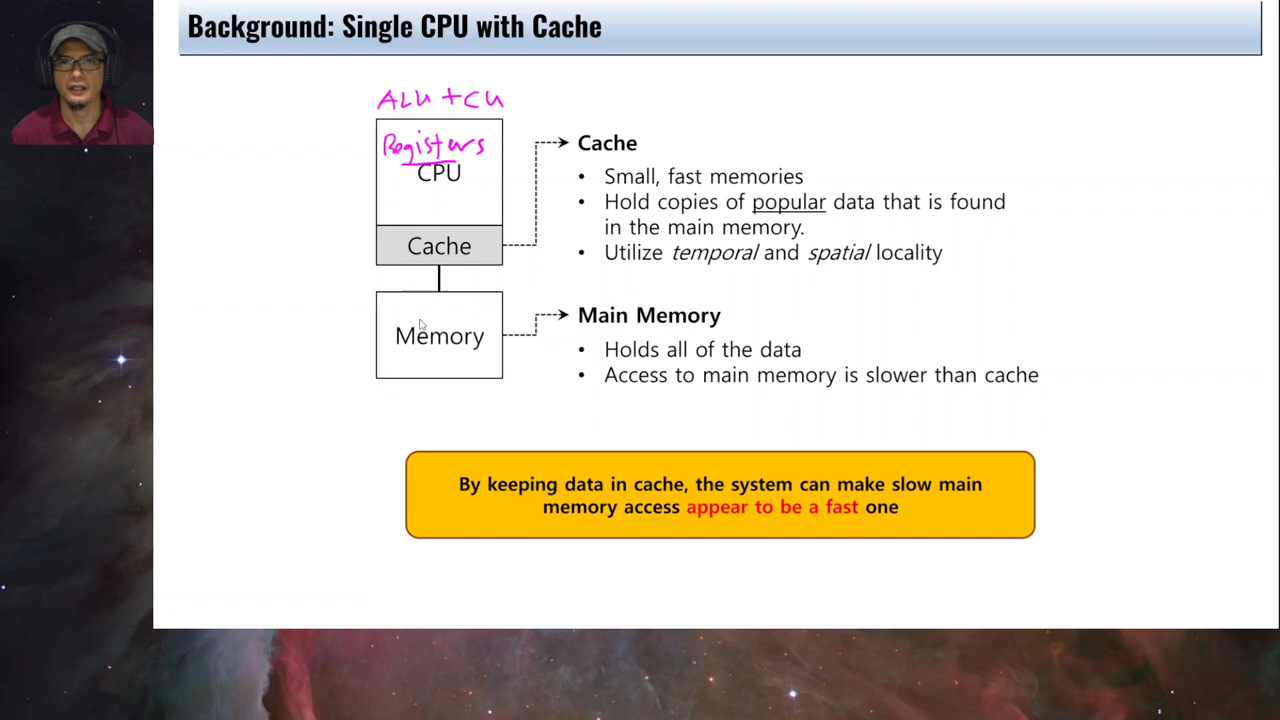 Background: Single CPU with Cache
ALU + CU
Registers
CPU
Cache
Memory
Cache
• Small, fast memories
• Hold copies of popular data that is found
in the main memory.
• Utilize temporal and spatial locality
Main Memory
• Holds all of the data
• Access to main memory is slower than cache
By keeping data in cache, the system can make slow main
memory access appear to be a fast one